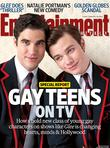 GLEE DOES 'THRILLER'
NATALIE PORTMAN'S NEW COMEDY
GOLDEN GLOBES SCANDAL
Entertainment
SPECIAL REPORT
GAY TEENS
ON TV
How a bold new class of young gay
characters on shows like Glee is changing
hearts, minds & Hollywood